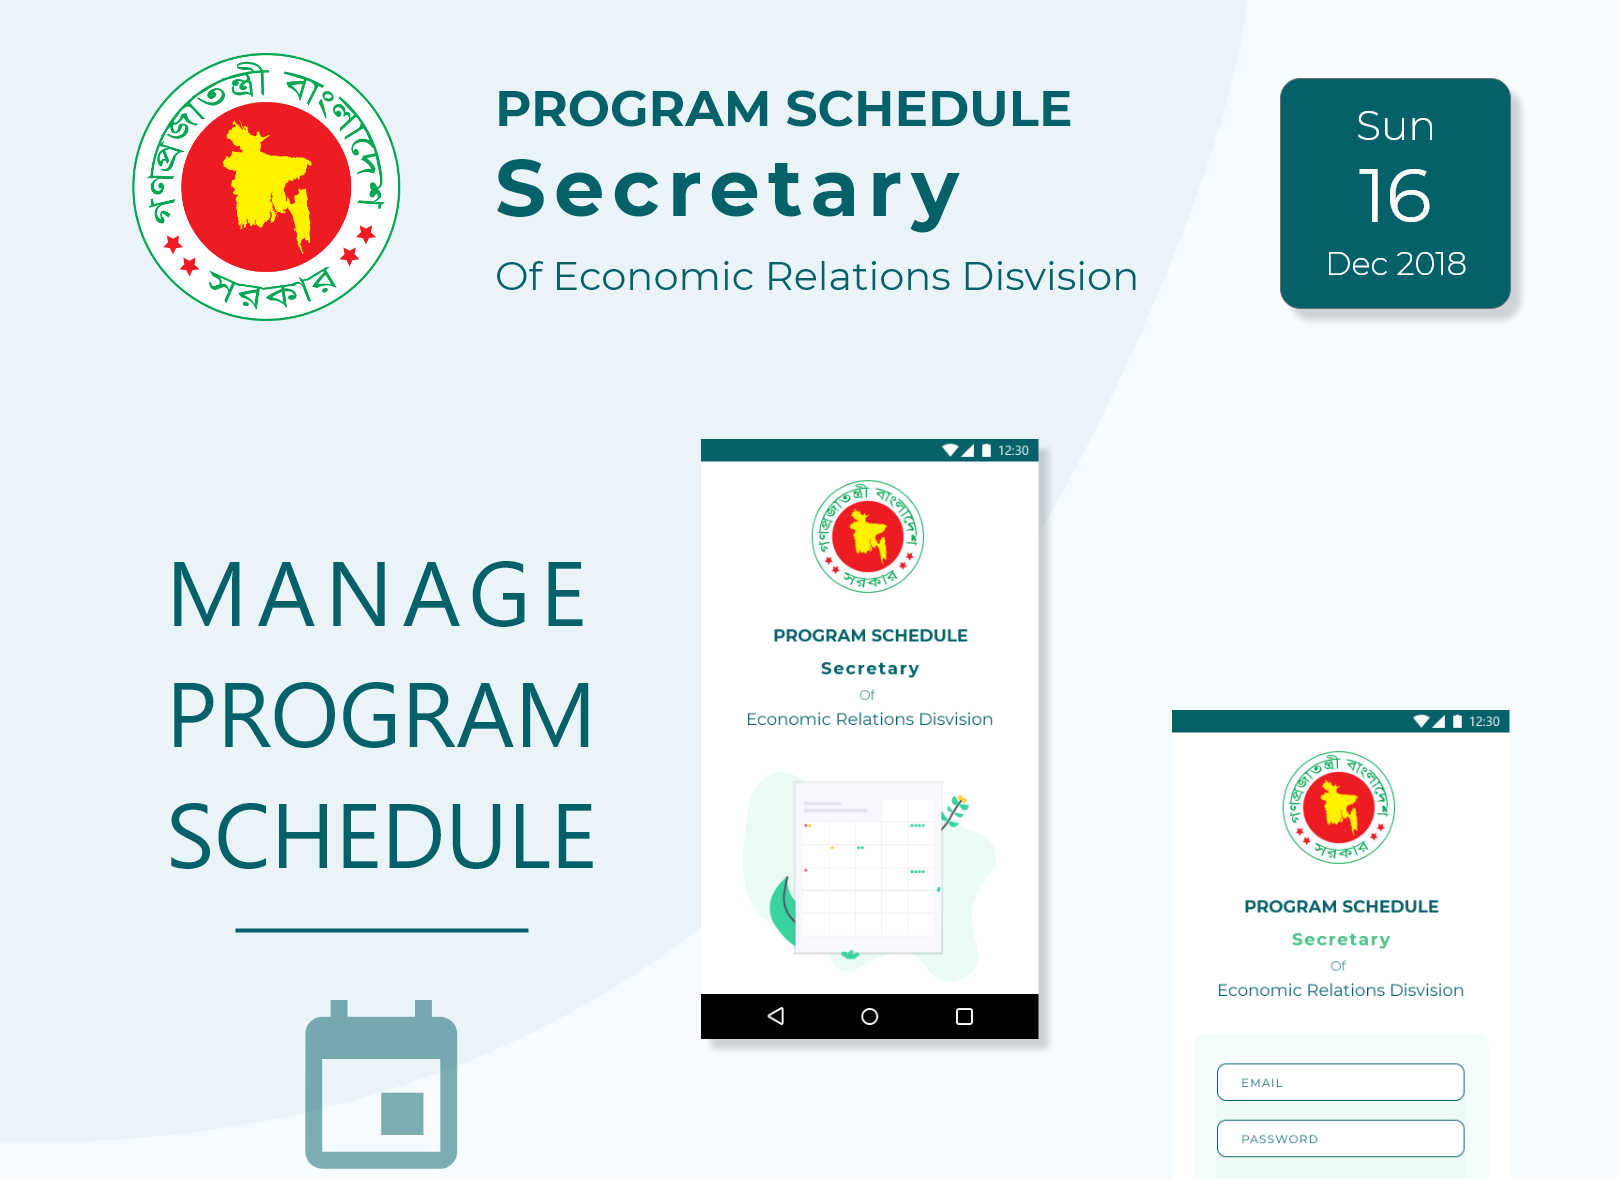 গণপ্রজাতন্ত্রী বাংলাদেশ
সরকার
PROGRAM SCHEDULE
Secretary
Of Economic Relations Disvision
Sun
16
Dec 2018
MANAGE
PROGRAM
SCHEDULE
12:30
গণপ্রজাতন্ত্রী বাংলাদেশ
সরকার
PROGRAM SCHEDULE
Secretary
Of
Economic Relations Disvision
12:30
গণপ্রজাতন্ত্রী বাংলাদেশ
সরকার
PROGRAM SCHEDULE
Secretary
Of
Economic Relations Disvision
EMAIL
PASSWORD